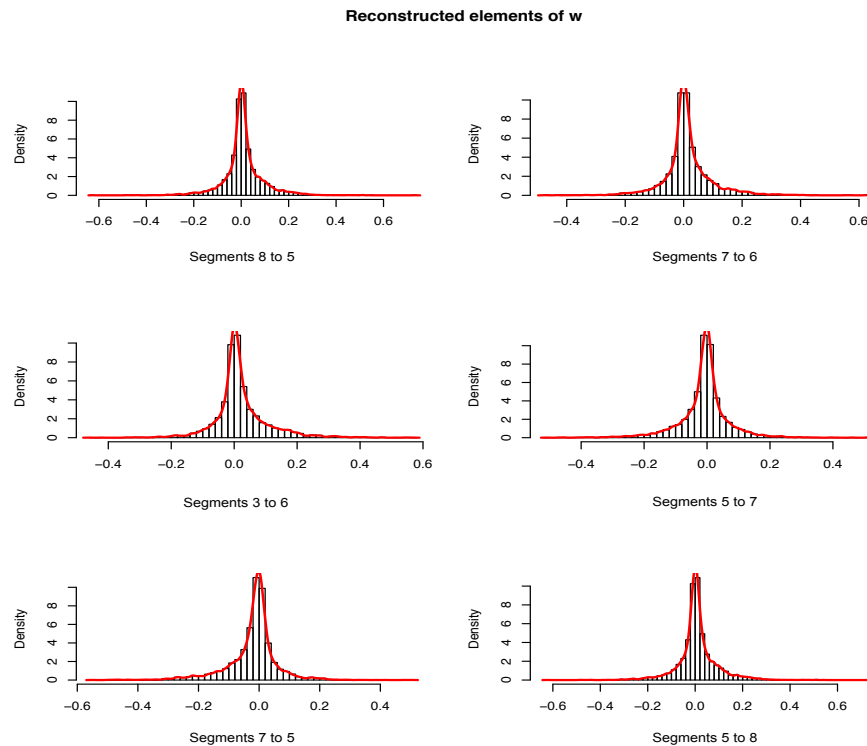 Reconstructed elements of w
Density
0 2 4 6 8
−0.6 −0.4 −0.2 0.0 0.2 0.4 0.6
Segments 8 to 5
Density
0 2 4 6 8
−0.4 −0.2 0.0 0.2 0.4 0.6
Segments 7 to 6
Density
0 2 4 6 8
−0.4 −0.2 0.0 0.2 0.4 0.6
Segments 3 to 6
Density
0 2 4 6 8
−0.4 −0.2 0.0 0.2 0.4
Segments 5 to 7
Density
0 2 4 6 8
−0.6 −0.4 −0.2 0.0 0.2 0.4
Segments 7 to 5
Density
0 2 4 6 8
−0.6 −0.4 −0.2 0.0 0.2 0.4 0.6
Segments 5 to 8